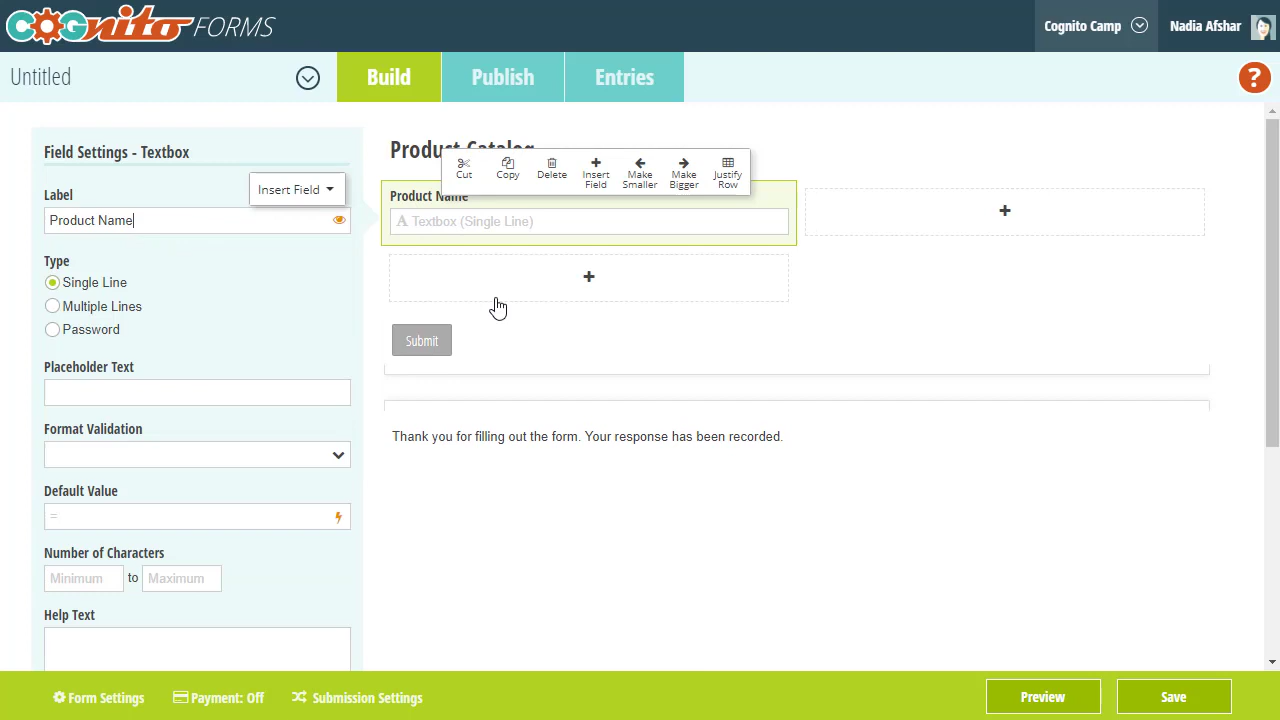 COGnito FORMS
Cognito Camp
Nadia Afshar
Untitled
Build
Publish
Entries
?
Field Settings - Textbox
Label
Insert Field
Product Name
Type
Single Line
Multiple Lines
Password
Placeholder Text
Format Validation
Default Value
=
Number of Characters
Minimum to Maximum
Help Text
Product Catalog
Cut
Copy
Delete
Insert Field
Make Smaller
Make Bigger
Justify Row
Product Name
A Textbox (Single Line)
Submit
Thank you for filling out the form. Your response has been recorded.
Form Settings
Payment: Off
Submission Settings
Preview
Save